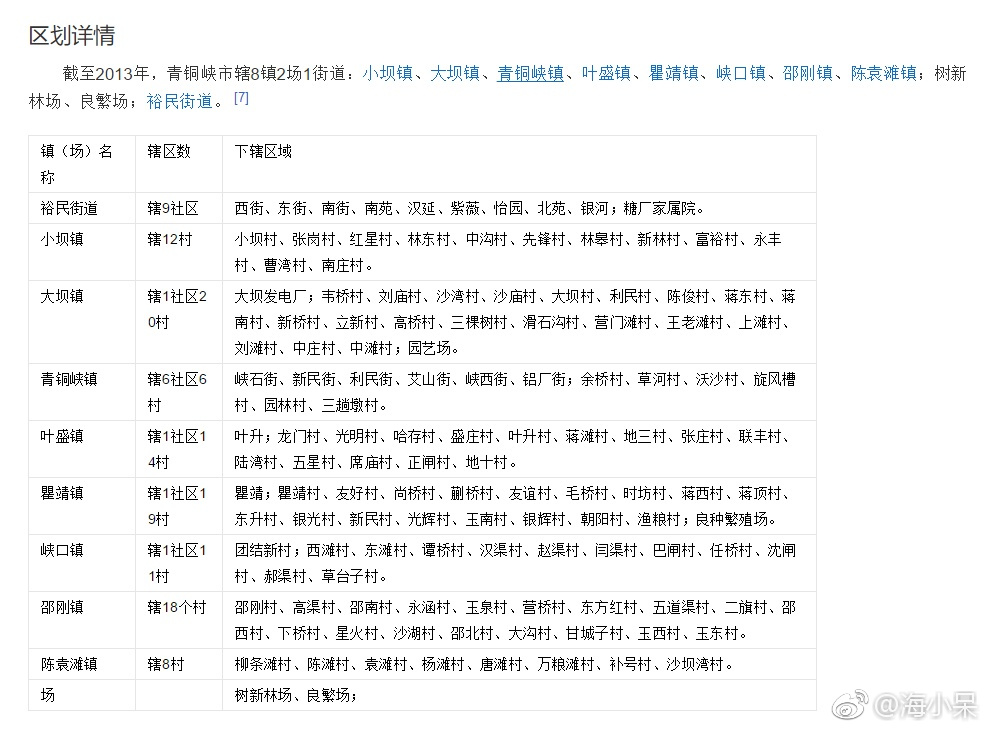 区划详情
截至2013年，青铜峡市辖8镇2场1街道：小坝镇、大坝镇、青铜峡镇、叶盛镇、瞿靖镇、峡口镇、邵刚镇、陈袁滩镇；树新
林场、良繁场；裕民街道。[7]
镇（场）名
称
辖区数
下辖区域
裕民街道
辖9社区
西街、东街、南街、南苑、汉延、紫薇、怡园、北苑、银河；糖厂家属院。
小坝镇
辖12村
小坝村、张岗村、红星村、林东村、中沟村、先锋村、林皋村、新林村、富裕村、永丰
村、曹湾村、南庄村。
大坝镇
辖1社区2
0村
大坝发电厂；韦桥村、刘庙村、沙湾村、沙庙村、大坝村、利民村、陈俊村、蒋东村、蒋
南村、新桥村、立新村、高桥村、三棵树村、滑石沟村、营门滩村、王老滩村、上滩村、
刘滩村、中庄村、中滩村；园艺场。
青铜峡镇
辖6社区6
村
峡石街、新民街、利民街、艾山街、峡西街、铝厂街；余桥村、草河村、沃沙村、旋风槽
村、园林村、三趟墩村。
叶盛镇
辖1社区1
4村
叶升；龙门村、光明村、哈存村、盛庄村、叶升村、蒋滩村、地三村、张庄村、联丰村、
陆湾村、五星村、席庙村、正闸村、地十村。
瞿靖镇
辖1社区1
9村
瞿靖；瞿靖村、友好村、尚桥村、蒯桥村、友谊村、毛桥村、时坊村、蒋西村、蒋顶村、
东升村、银光村、新民村、光辉村、玉南村、银辉村、朝阳村、渔粮村；良种繁殖场。
峡口镇
辖1社区1
1村
团结新村；西滩村、东滩村、谭桥村、汉渠村、赵渠村、闫渠村、巴闸村、任桥村、沈闸
村、郝渠村、草台子村。
邵刚镇
辖18个村
邵刚村、高渠村、邵南村、永涵村、玉泉村、营桥村、东方红村、五道渠村、二旗村、邵
西村、下桥村、星火村、沙湖村、邵北村、大沟村、甘城子村、玉西村、玉东村。
陈袁滩镇
辖8村
柳条滩村、陈滩村、袁滩村、杨滩村、唐滩村、万粮滩村、补号村、沙坝湾村。
场
树新林场、良繁场；
@海小呆